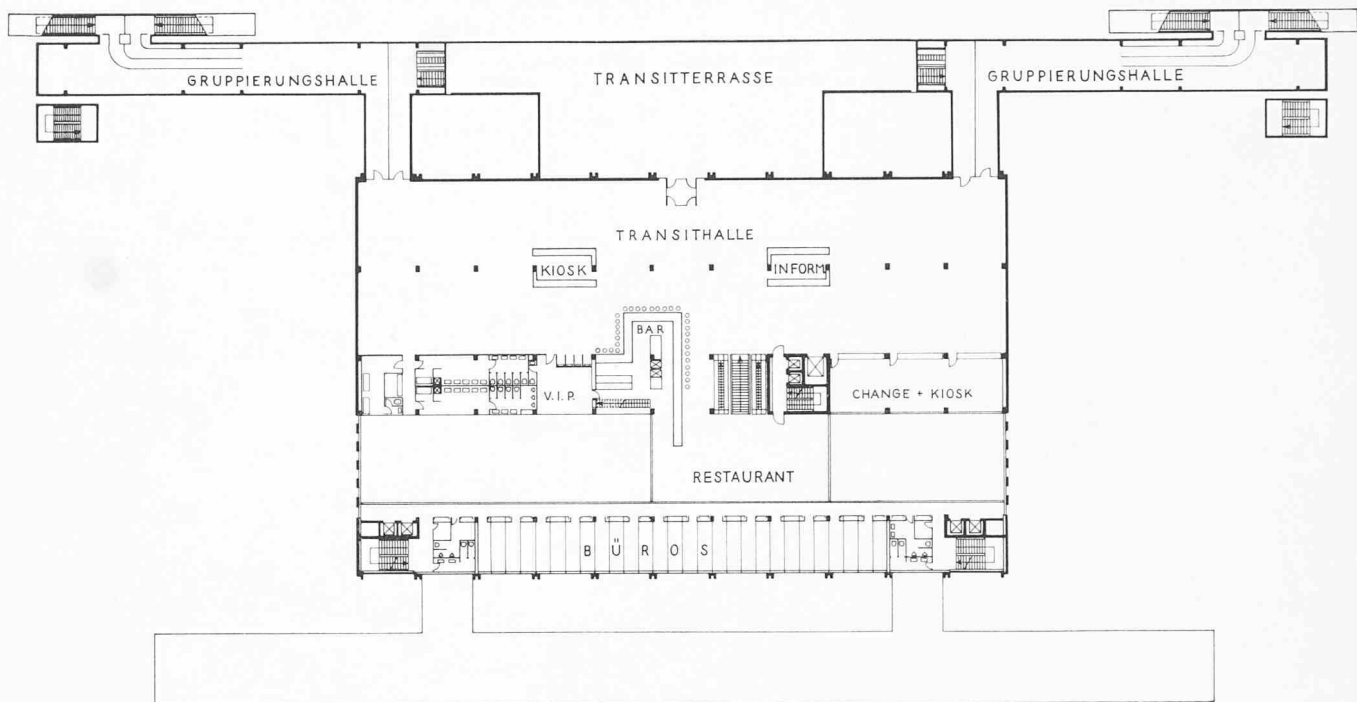 GRUPPIERUNGSHALLE
TRANSITTERRASSE
GRUPPIERUNGSHALLE
TRANSITHALLE
KIOSK
INFORM
BAR
V.I.P.
CHANGE + KIOSK
RESTAURANT
BÜROS